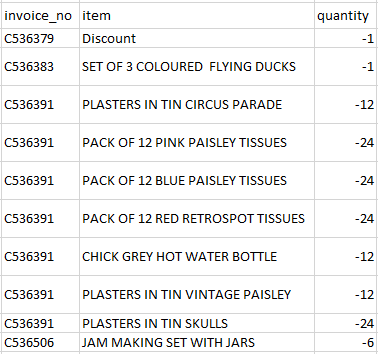 invoice_no item quantity
C536379 Discount -1
C536383 SET OF 3 COLOURED  FLYING DUCKS -1
C536391 PLASTERS IN TIN CIRCUS PARADE -12
C536391 PACK OF 12 PINK PAISLEY TISSUES -24
C536391 PACK OF 12 BLUE PAISLEY TISSUES -24
C536391 PACK OF 12 RED RETROSPOT TISSUES -24
C536391 CHICK GREY HOT WATER BOTTLE -12
C536391 PLASTERS IN TIN VINTAGE PAISLEY -12
C536391 PLASTERS IN TIN SKULLS -24
C536506 JAM MAKING SET WITH JARS -6